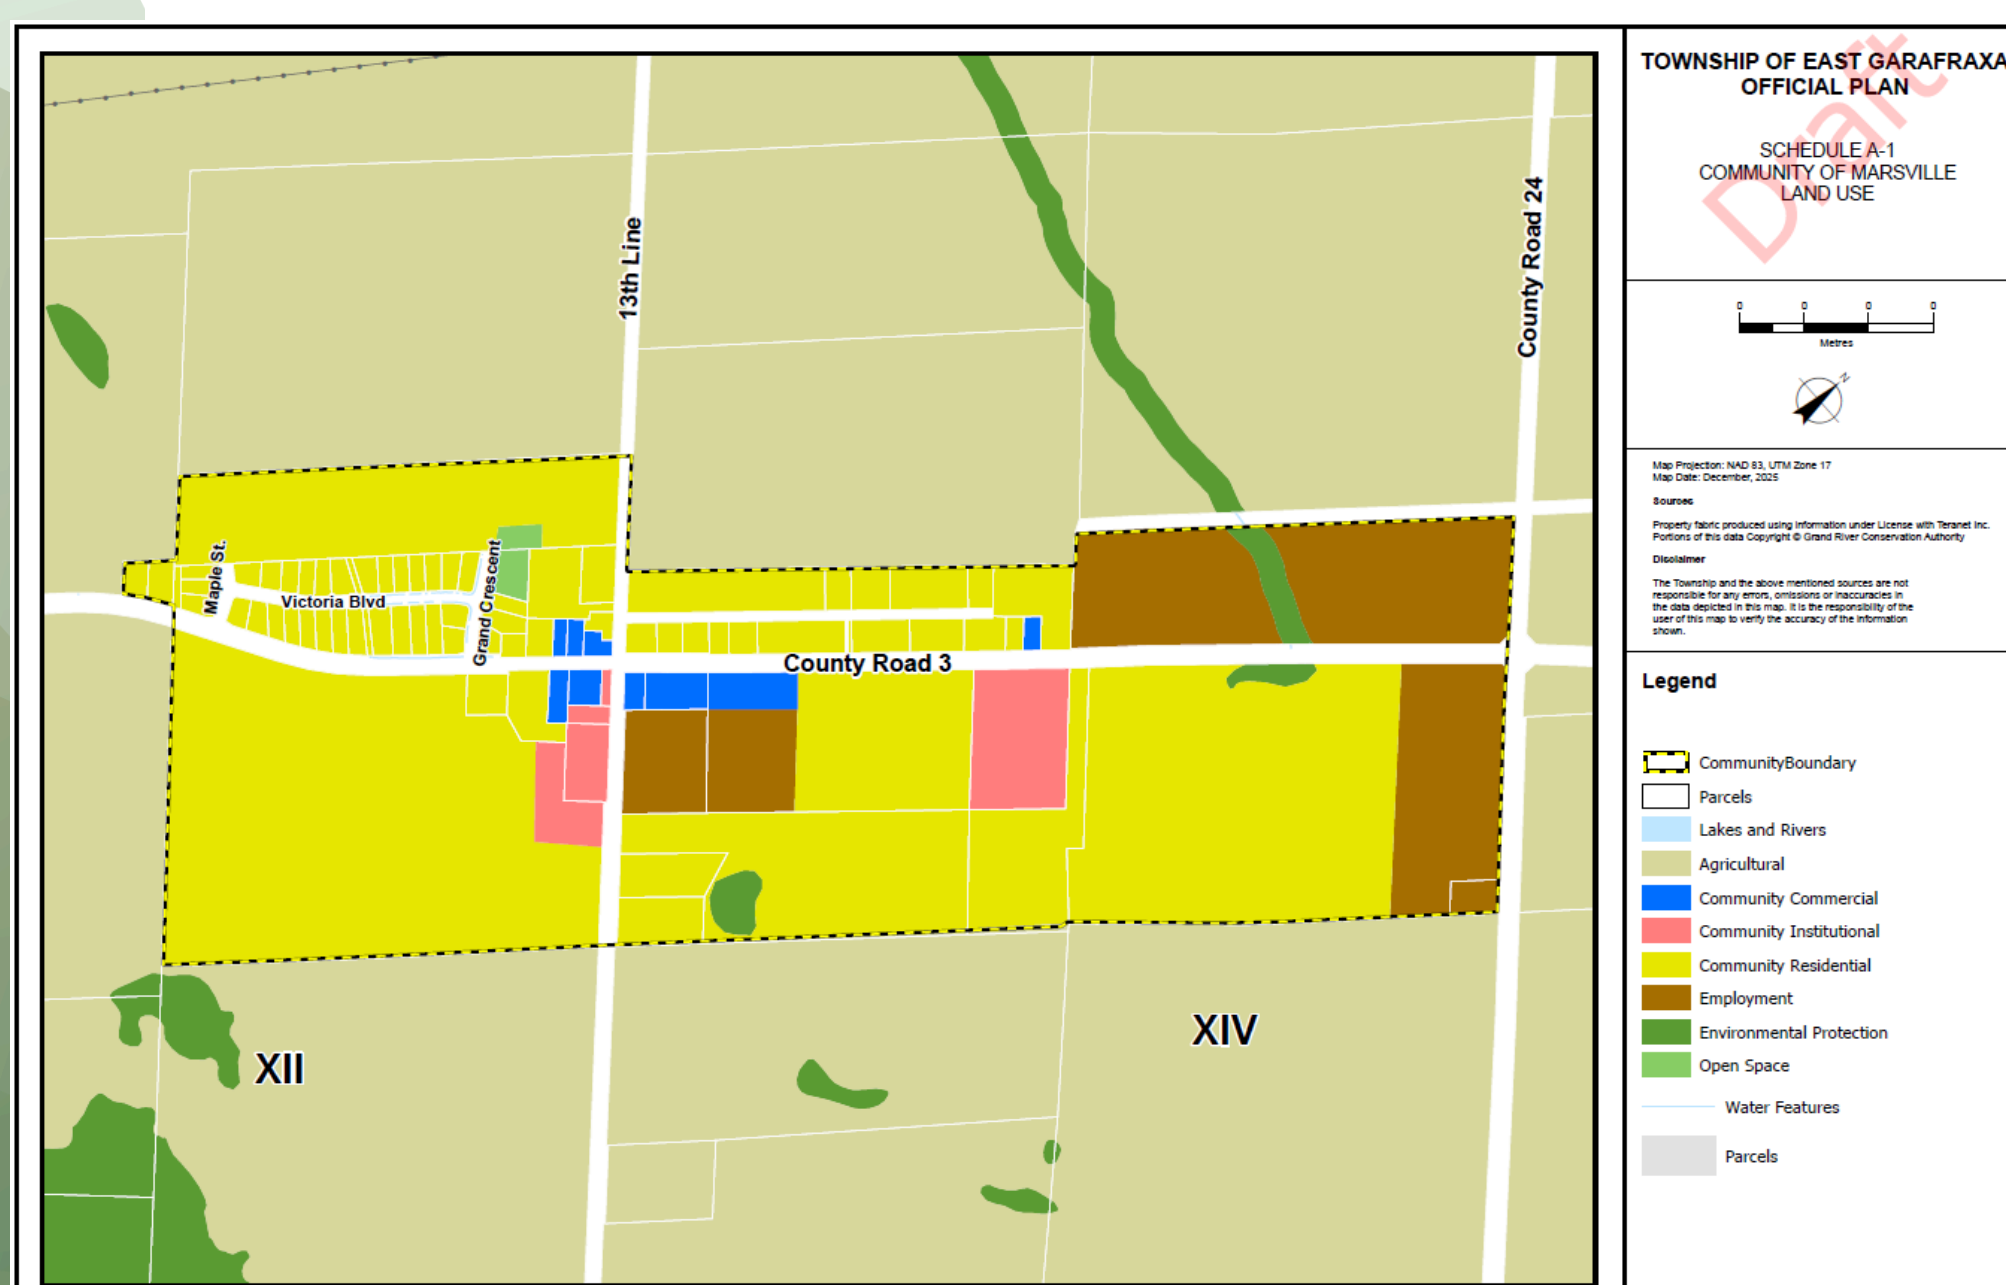 TOWNSHIP OF EAST GARAFRAXA
OFFICIAL PLAN
SCHEDULE A-1
COMMUNITY OF MARSVILLE
LAND USE
Draft
0 0 0 0
Metres
N
Map Projection: NAD 83, UTM Zone 17
Map Date: December, 2025
Sources
Property fabric produced using information under License with Teranet Inc.
Portions of this data Copyright © Grand River Conservation Authority
Disclaimer
The Township and the above mentioned sources are not
responsible for any errors, omissions or inaccuracies in
the data depicted in this map. It is the responsibility of the
user of this map to verify the accuracy of the information
shown.
Legend
CommunityBoundary
Parcels
Lakes and Rivers
Agricultural
Community Commercial
Community Institutional
Community Residential
Employment
Environmental Protection
Open Space
Water Features
Parcels
13th Line
County Road 24
Maple St.
Victoria Blvd
Grand Crescent
County Road 3
XII
XIV